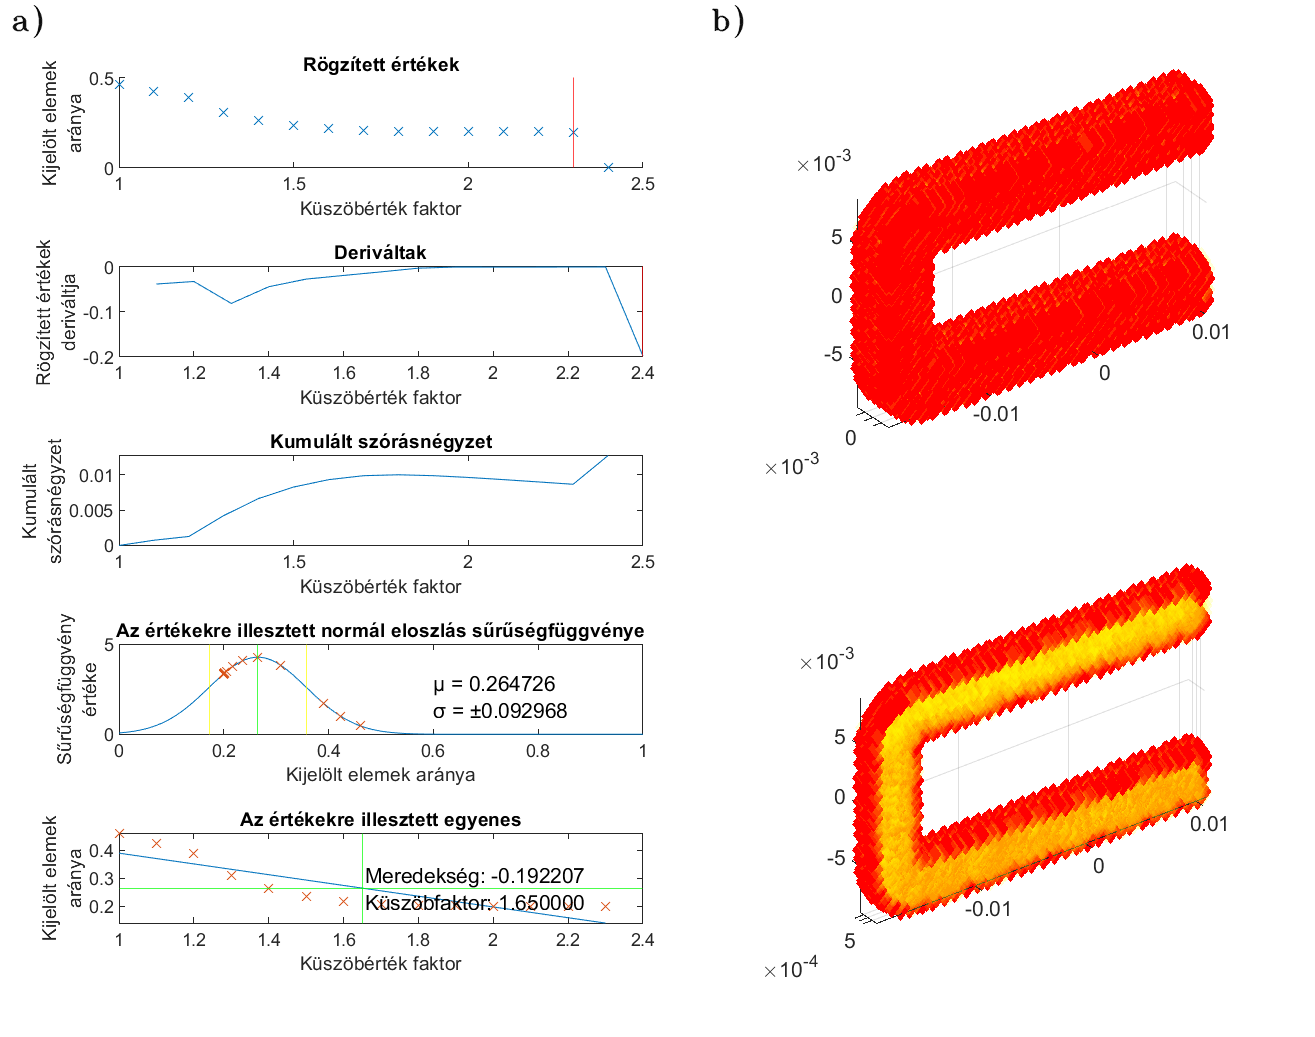 a)
Rögzített értékek
Kijelölt elemek
aránya
0.5
0
1
1.5
2
2.5
Küszöbérték faktor
Deriváltak
Rögzített értékek
deriváltja
0
-0.1
-0.2
1
1.2
1.4
1.6
1.8
2
2.2
2.4
Küszöbérték faktor
Kumulált szórásnégyzet
Kumulált
szórásnégyzet
0.01
0.005
0
1
1.5
2
2.5
Küszöbérték faktor
Az értékekre illesztett normál eloszlás sűrűségfüggvénye
Sűrűségfüggvény
értéke
5
0
μ = 0.264726
σ = ±0.092968
0
0.2
0.4
0.6
0.8
1
Kijelölt elemek aránya
Az értékekre illesztett egyenes
Kijelölt elemek
aránya
0.4
0.3
0.2
Meredekség: -0.192207
Küszöbfaktor: 1.650000
1
1.2
1.4
1.6
1.8
2
2.2
2.4
Küszöbérték faktor
b)
×10-3
5
0
-5
0.01
0
-0.01
0
×10-3
×10-3
5
0
-5
0.01
0
-0.01
5
×10-4